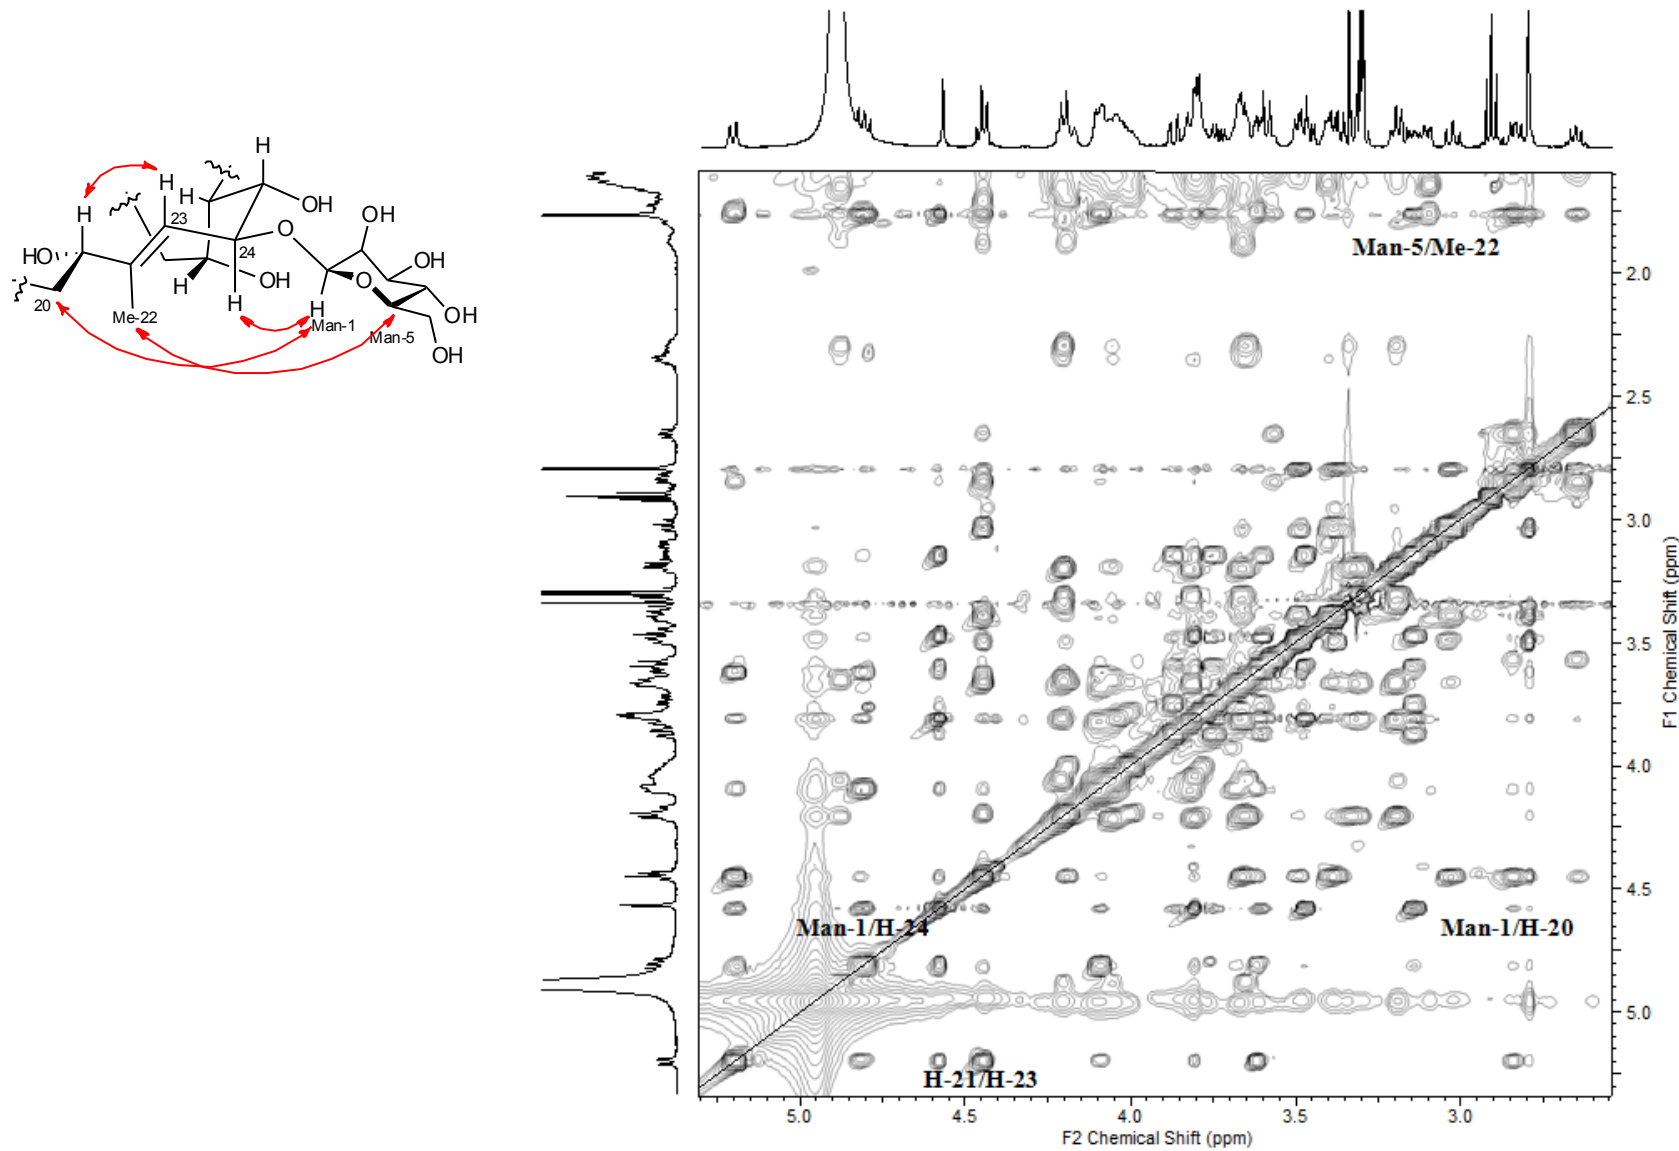 H
H
H
H
OH
23
OH
HO
O
24
OH
O
H
OH
H
20
Me-22
H
Man-1
OH
Man-5
OH
Man-5/Me-22
2.0
2.5
3.0
3.5
4.0
4.5
5.0
F1 Chemical Shift (ppm)
Man-1/H-24
Man-1/H-20
H-21/H-23
5.0 4.5 4.0 3.5 3.0
F2 Chemical Shift (ppm)